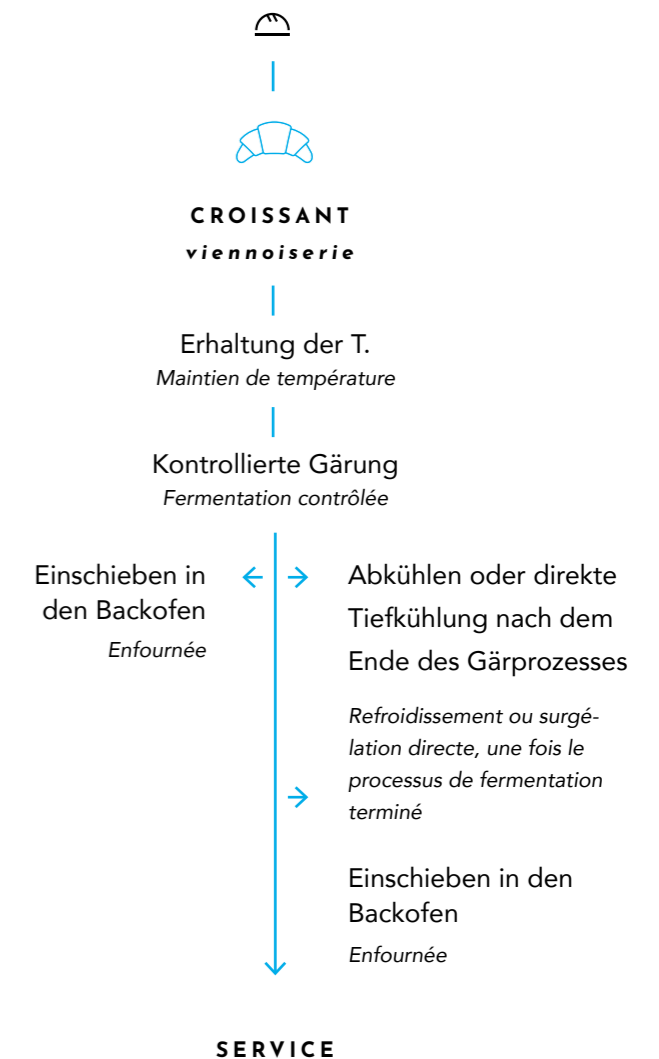 CROISSANT
viennoiserie
Erhaltung der T.
Maintien de température
Kontrollierte Gärung
Fermentation contrôlée
Einschieben in
den Backofen
Enfournée
Abkühlen oder direkte
Tiefkühlung nach dem
Ende des Gärprozesses
Refroidissement ou surgé-
lation directe, une fois le
processus de fermentation
terminé
Einschieben in den
Backofen
Enfournée
SERVICE